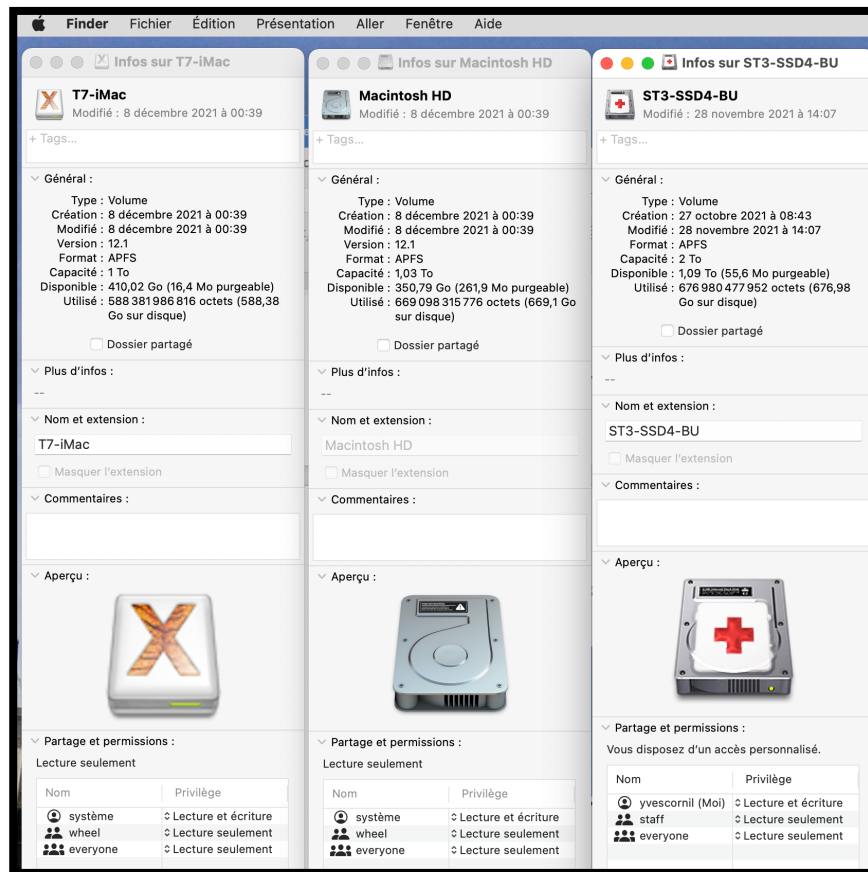 Finder Fichier Édition Présentation Aller Fenêtre Aide
Infos sur T7-iMac
T7-iMac
Modifié : 8 décembre 2021 à 00:39
+ Tags...
Général :
Type : Volume
Création : 8 décembre 2021 à 00:39
Modifié : 8 décembre 2021 à 00:39
Version : 12.1
Format : APFS
Capacité : 1 To
Disponible : 410,02 Go (16,4 Mo purgeable)
Utilisé : 588 381 986 816 octets (588,38
Go sur disque)
Dossier partagé
Plus d'infos :
--
Nom et extension :
T7-iMac
Masquer l'extension
Commentaires :
Aperçu :
Partage et permissions :
Lecture seulement
Nom Privilège
système Lecture et écriture
wheel Lecture seulement
everyone Lecture seulement
Infos sur Macintosh HD
Macintosh HD
Modifié : 8 décembre 2021 à 00:39
+ Tags...
Général :
Type : Volume
Création : 8 décembre 2021 à 00:39
Modifié : 8 décembre 2021 à 00:39
Version : 12.1
Format : APFS
Capacité : 1,03 To
Disponible : 350,79 Go (261,9 Mo purgeable)
Utilisé : 669 098 315 776 octets (669,1 Go
sur disque)
Dossier partagé
Plus d'infos :
--
Nom et extension :
Macintosh HD
Masquer l'extension
Commentaires :
Aperçu :
Partage et permissions :
Lecture seulement
Nom Privilège
système Lecture et écriture
wheel Lecture seulement
everyone Lecture seulement
Infos sur ST3-SSD4-BU
ST3-SSD4-BU
Modifié : 28 novembre 2021 à 14:07
+ Tags...
Général :
Type : Volume
Création : 27 octobre 2021 à 08:43
Modifié : 28 novembre 2021 à 14:07
Format : APFS
Capacité : 2 To
Disponible : 1,09 To (55,6 Mo purgeable)
Utilisé : 676 980 477 952 octets (676,98
Go sur disque)
Dossier partagé
Plus d'infos :
--
Nom et extension :
ST3-SSD4-BU
Masquer l'extension
Commentaires :
Aperçu :
Partage et permissions :
Vous disposez d'un accès personnalisé.
Nom Privilège
yvescornil (Moi) Lecture et écriture
staff Lecture seulement
everyone Lecture seulement